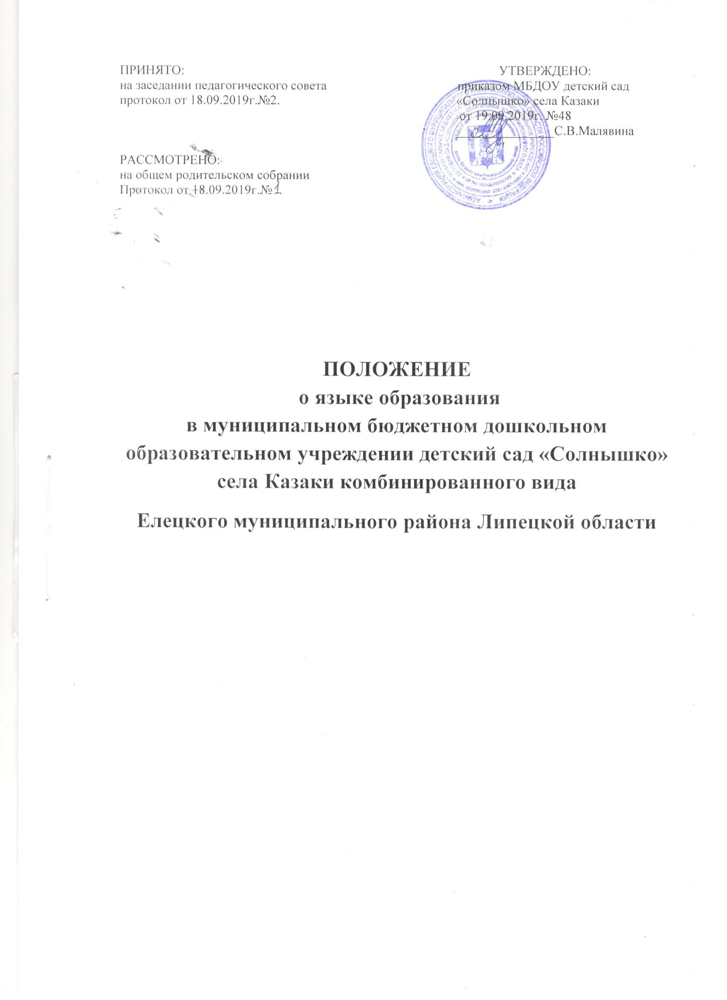 ПРИНЯТО:
на заседании педагогического совета
протокол от 18.09.2019г.№2.
РАССМОТРЕНО:
на общем родительском собрании
Протокол от 18.09.2019г.№1
УТВЕРЖДЕНО:
приказом МБДОУ детский сад
«Солнышко» села Казаки
от 19.09.2019г. №48
С.В.Малявина
ПОЛОЖЕНИЕ
о языке образования
в муниципальном бюджетном дошкольном
образовательном учреждении детский сад «Солнышко»
села Казаки комбинированного вида
Елецкого муниципального района Липецкой области